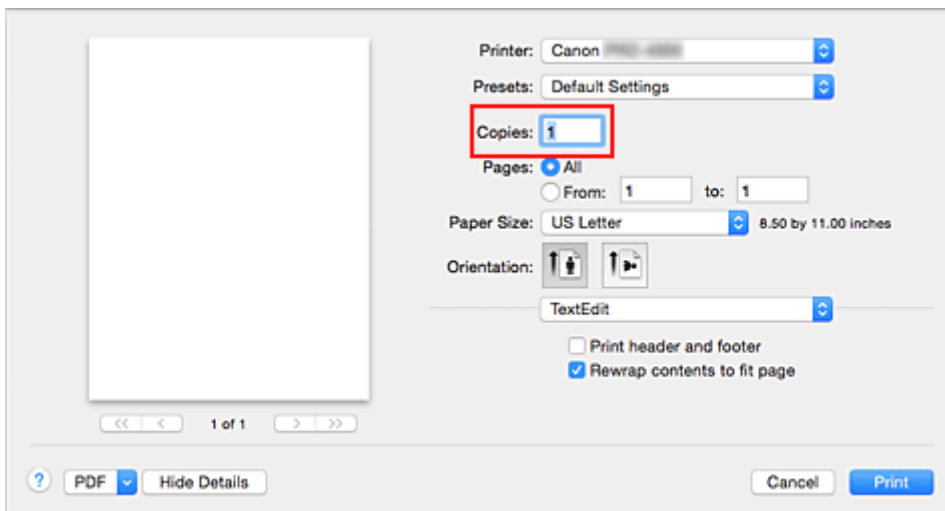 Printer: Canon
Presets: Default Settings
Copies: 1
Pages: All
From: 1 to: 1
Paper Size: US Letter 8.50 by 11.00 inches
Orientation:
TextEdit
Print header and footer
Rewrap contents to fit page
<< < 1 of 1 > >>
? PDF Hide Details Cancel Print